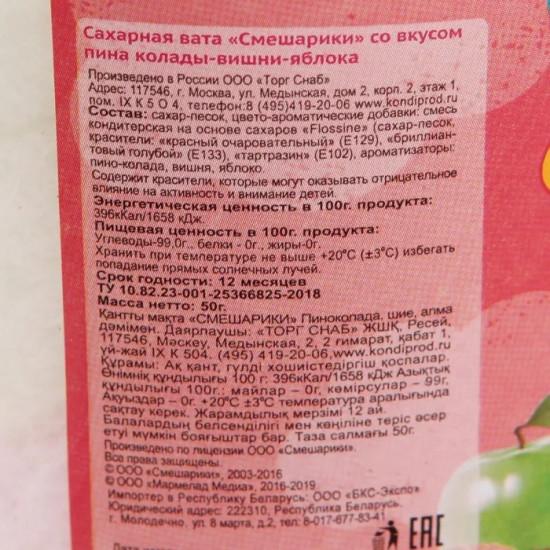 Сахарная вата «Смешарики» со вкусом
пина колады-вишни-яблока
Произведено в России ООО «Торг Снаб»
Адрес: 117546, г. Москва, ул. Медынская, дом 2, корп. 2, этаж 1,
пом. IX К 5 О 4, телефон:8 (495)419-20-06 www.kondiprod.ru
Состав: сахар-песок, цвето-ароматические добавки: смесь
кондитерская на основе сахаров «Flossine» (сахар-песок,
красители: «красный очаровательный» (Е129), «бриллиан-
товый голубой» (Е133), «тартразин» (Е102), ароматизаторы:
пино-колада, вишня, яблоко.
Содержит красители, которые могут оказывать отрицательное
влияние на активность и внимание детей.
Энергетическая ценность в 100г. продукта:
396кКал/1658 кДж.
Пищевая ценность в 100г. продукта:
Углеводы-99,0г., белки - 0г., жиры-0г.
Хранить при температуре не выше +20°С (±3°С) избегать
попадание прямых солнечных лучей.
Срок годности: 12 месяцев
ТУ 10.82.23-001-25366825-2018
Масса нетто: 50г.
Қантты мақта «СМЕШАРИКИ» Пиноколада, шие, алма
дәмімен. Даярлаушы: «ТОРГ СНАБ» ЖШҚ, Ресей,
117546, Мәскеу, Медынская, 2, 2 ғимарат, қабат 1,
үй-жай IX К 504. (495) 419-20-06,www.kondiprod.ru
Құрамы: Ақ қант, гүлді хошиістедіргіш қоспалар.
Өнімнік құндылығы 100 г: 396кКал/1658 кДж Азықтық
құндылығы 100г.: майлар – 0г, кемірсулар – 99г,
Ақуыздар – 0г. +20°С ±3°С температура аралығында
сақтау керек. Жарамдылық мерзімі 12 ай.
Балалардың белсенділігі мен көңіліне теріс әсер
етуі мүмкін бояғыштар бар. Таза салмағы 50г.
Произведено по лицензии ООО «Смешарики».
Все права защищены.
© ООО «Смешарики», 2003-2016
© ООО «Мармелад Медиа», 2016-2019
Импортер в Республику Беларусь: ООО «БКС-Экспо»
Юридический адрес: 222310, Республика Беларусь,
г. Молодечно, ул. 8 марта, д.2, тел: 8-017-677-83-41
EAC
Дата